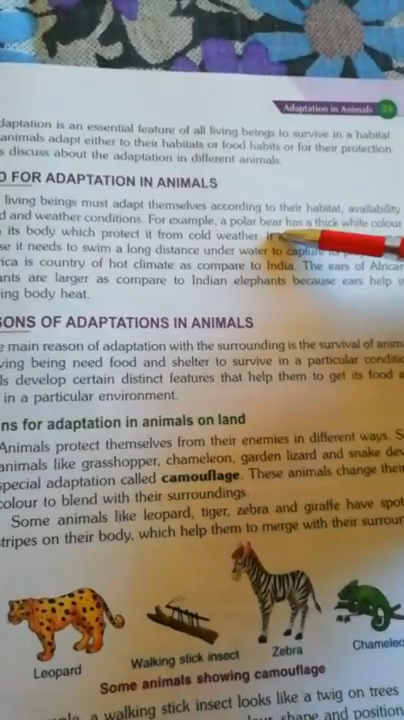 Adaptation in Animals
daptation is an essential feature of all living beings to survive in a habitat
animals adapt either to their habitats or food habits or for their protection
s discuss about the adaptation in different animals.
D FOR ADAPTATION IN ANIMALS
living beings must adapt themselves according to their habitat, availability
d and weather conditions. For example, a polar bear has a thick white colour
its body which protect it from cold weather
se it needs to swim a long distance under water to capture
rica is country of hot climate as compare to India. The ears of African
ants are larger as compare to Indian elephants because ears help i
ing body heat.
SONS OF ADAPTATIONS IN ANIMALS
e main reason of adaptation with the surrounding is the survival of anim
ving being need food and shelter to survive in a particular conditio
ls develop certain distinct features that help them to get its food a
in a particular environment.
ns for adaptation in animals on land
Animals protect themselves from their enemies in different ways. S
animals like grasshopper, chameleon, garden lizard and snake dev
special adaptation called camouflage. These animals change thei
colour to blend with their surroundings.
Some animals like leopard, tiger, zebra and giraffe have spot
stripes on their body, which help them to merge with their surroun
Leopard
Walking stick insect
Zebra
Chameleo
Some animals showing camouflage
a walking stick insect looks like a twig on trees
shape and position